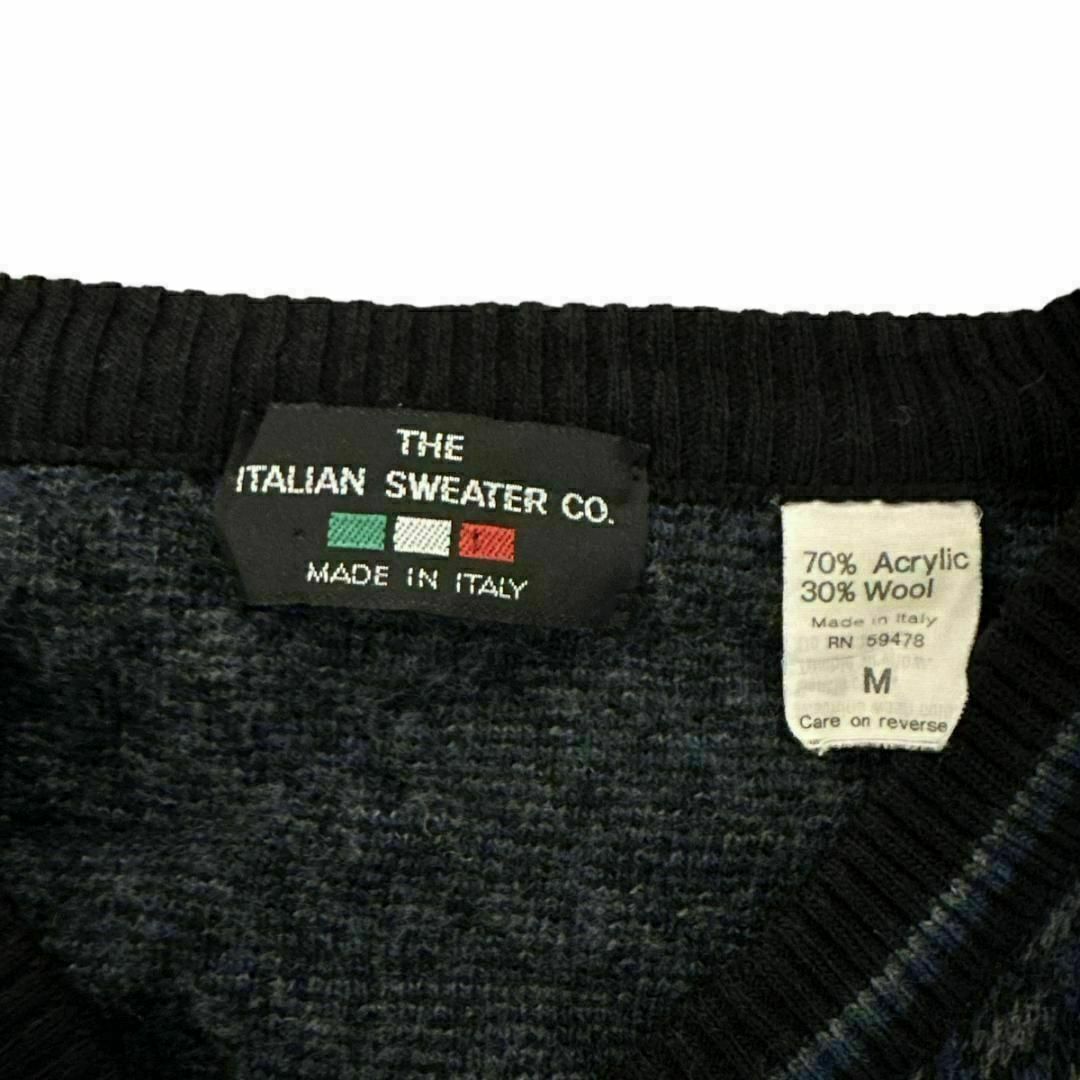 THE
ITALIAN SWEATER CO.
MADE IN ITALY
70% Acrylic
30% Wool
Made in Italy
RN 59478
M
Care on reverse